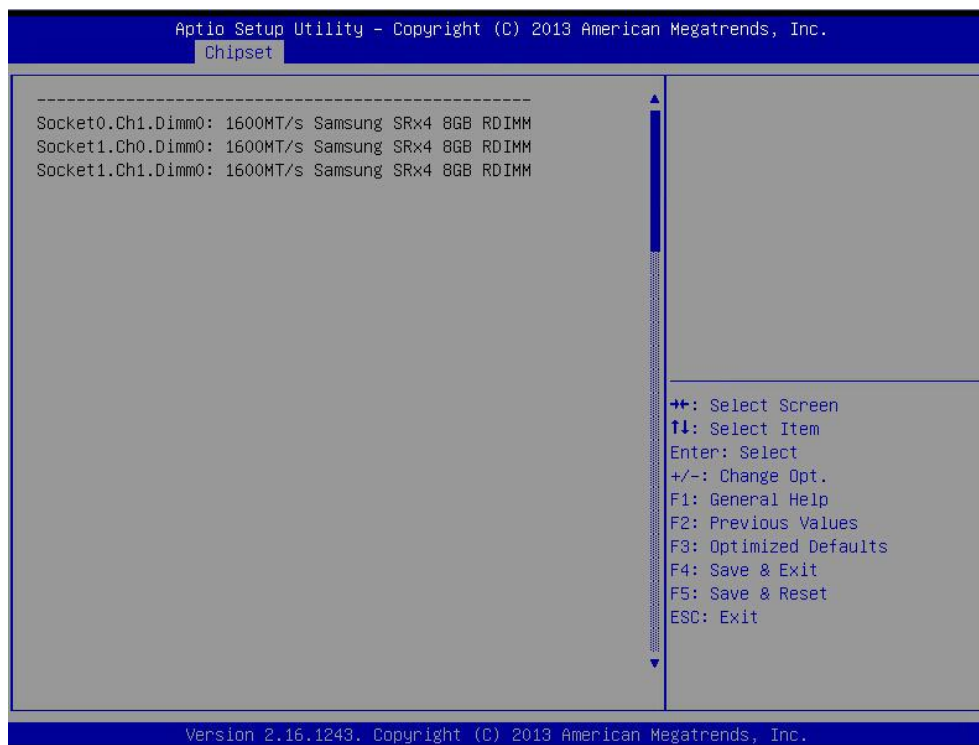 Aptio Setup Utility – Copyright (C) 2013 American Megatrends, Inc.
Chipset
--------------------------------------------------
Socket0.Ch1.Dimm0: 1600MT/s Samsung SRx4 8GB RDIMM
Socket1.Ch0.Dimm0: 1600MT/s Samsung SRx4 8GB RDIMM
Socket1.Ch1.Dimm0: 1600MT/s Samsung SRx4 8GB RDIMM
→←: Select Screen
↑↓: Select Item
Enter: Select
+/-: Change Opt.
F1: General Help
F2: Previous Values
F3: Optimized Defaults
F4: Save & Exit
F5: Save & Reset
ESC: Exit
Version 2.16.1243. Copyright (C) 2013 American Megatrends, Inc.